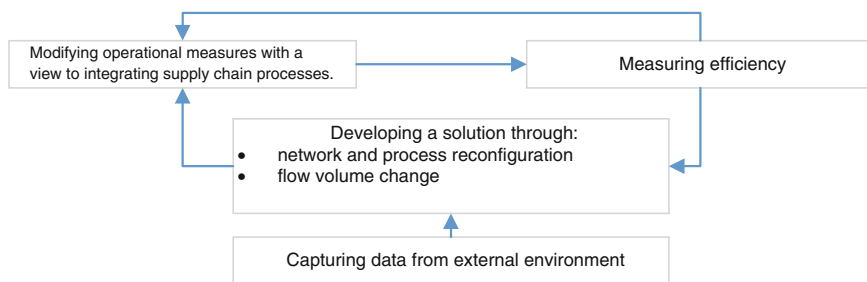 Modifying operational measures with a
view to integrating supply chain processes.
Measuring efficiency
Developing a solution through:
• network and process reconfiguration
• flow volume change
Capturing data from external environment